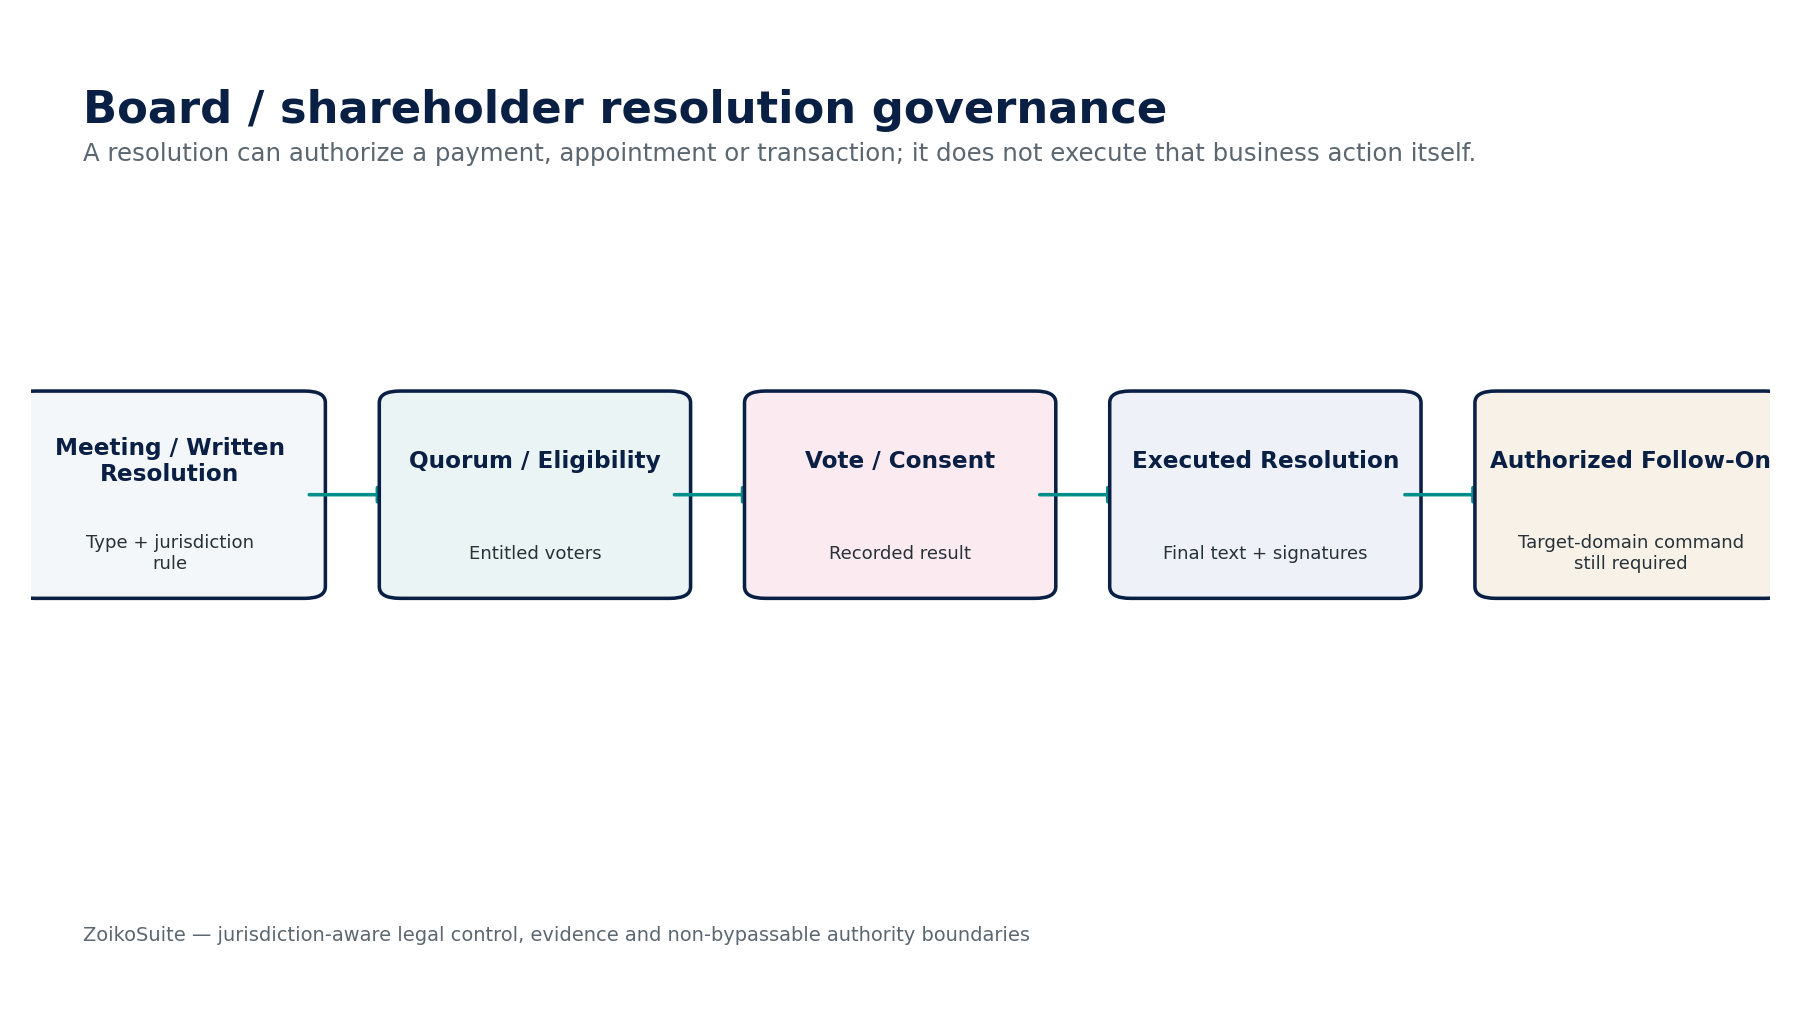 Board / shareholder resolution governance
A resolution can authorize a payment, appointment or transaction; it does not execute that business action itself.
Meeting / Written
Resolution
Type + jurisdiction
rule
Quorum / Eligibility
Entitled voters
Vote / Consent
Recorded result
Executed Resolution
Final text + signatures
Authorized Follow-On
Target-domain command
still required
ZoikoSuite — jurisdiction-aware legal control, evidence and non-bypassable authority boundaries